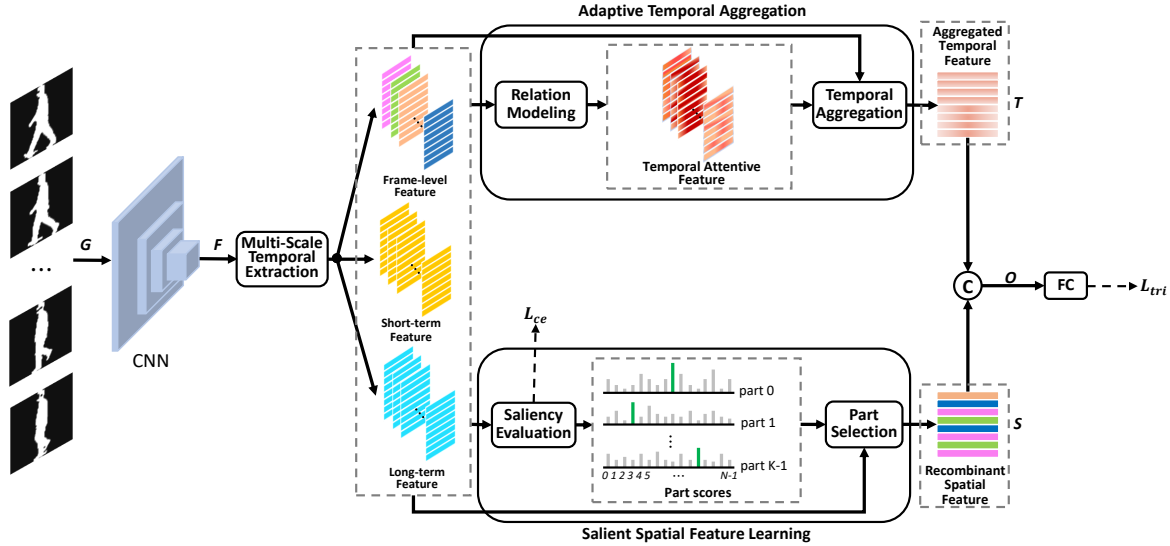 Adaptive Temporal Aggregation
Aggregated
Temporal
Feature
Relation
Modeling
Temporal
Aggregation
T
Temporal Attentive
Feature
Frame-level
Feature
G
F
Multi-Scale
Temporal
Extraction
...
CNN
C
O
FC
L_tri
Short-term
Feature
L_ce
part 0
Saliency
Evaluation
part 1
Part
Selection
S
part K-1
0 1 2 3 4 5 ... N-1
Part scores
Long-term
Feature
Recombinant
Spatial
Feature
Salient Spatial Feature Learning